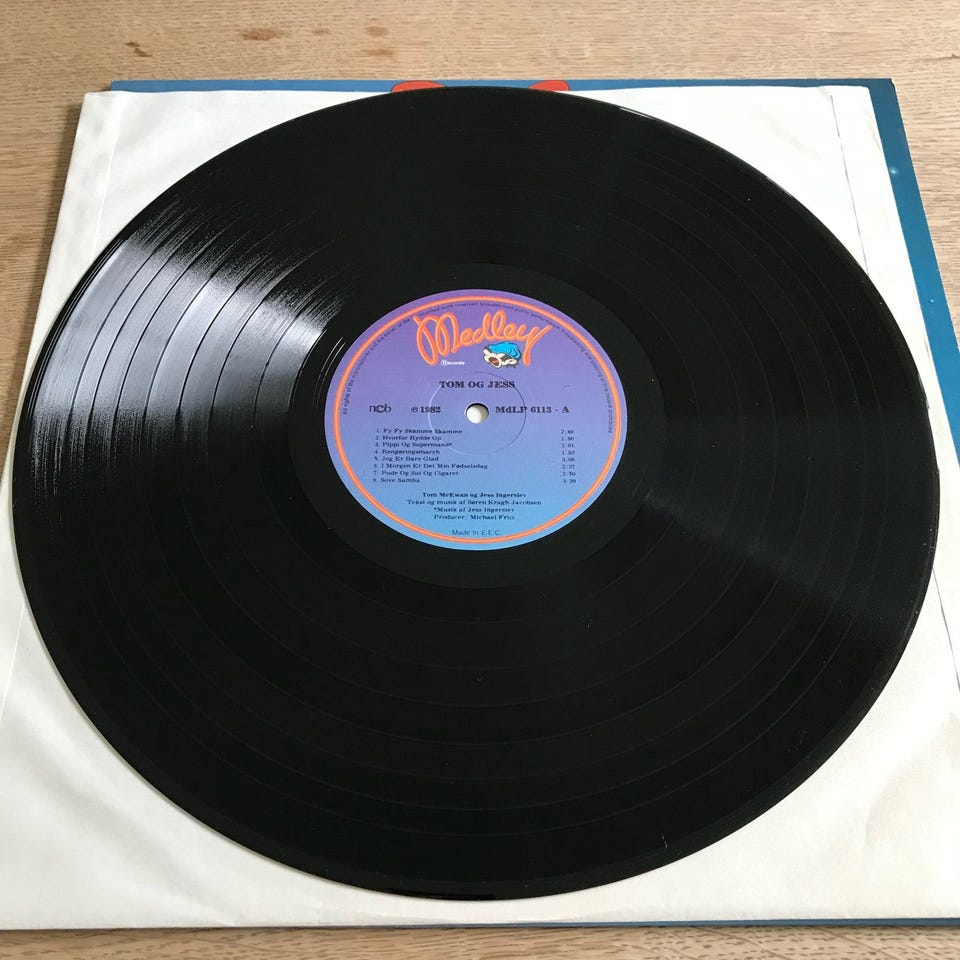 Medley
Records
TOM OG JESS
ncb ℗ 1982 MdLP 6113 - A
1. Fy Fy Skamme Skamme 2:40
2. Hvorfor Rydde Op 1:50
3. Pippi Og Supermand* 2:01
4. Rengøringsmarch 1:53
5. Jeg Er Bare Glad 3:08
6. I Morgen Er Det Min Fødselsdag 2:27
7. Pude Og Sut Og Cigaret 2:50
8. Sove Samba 3:20
Tom McEwan og Jess Ingerslev
Tekst og musik af Søren Kragh-Jacobsen
*Musik af Jess Ingerslev
Producer: Michael Friis
Made In E.E.C.